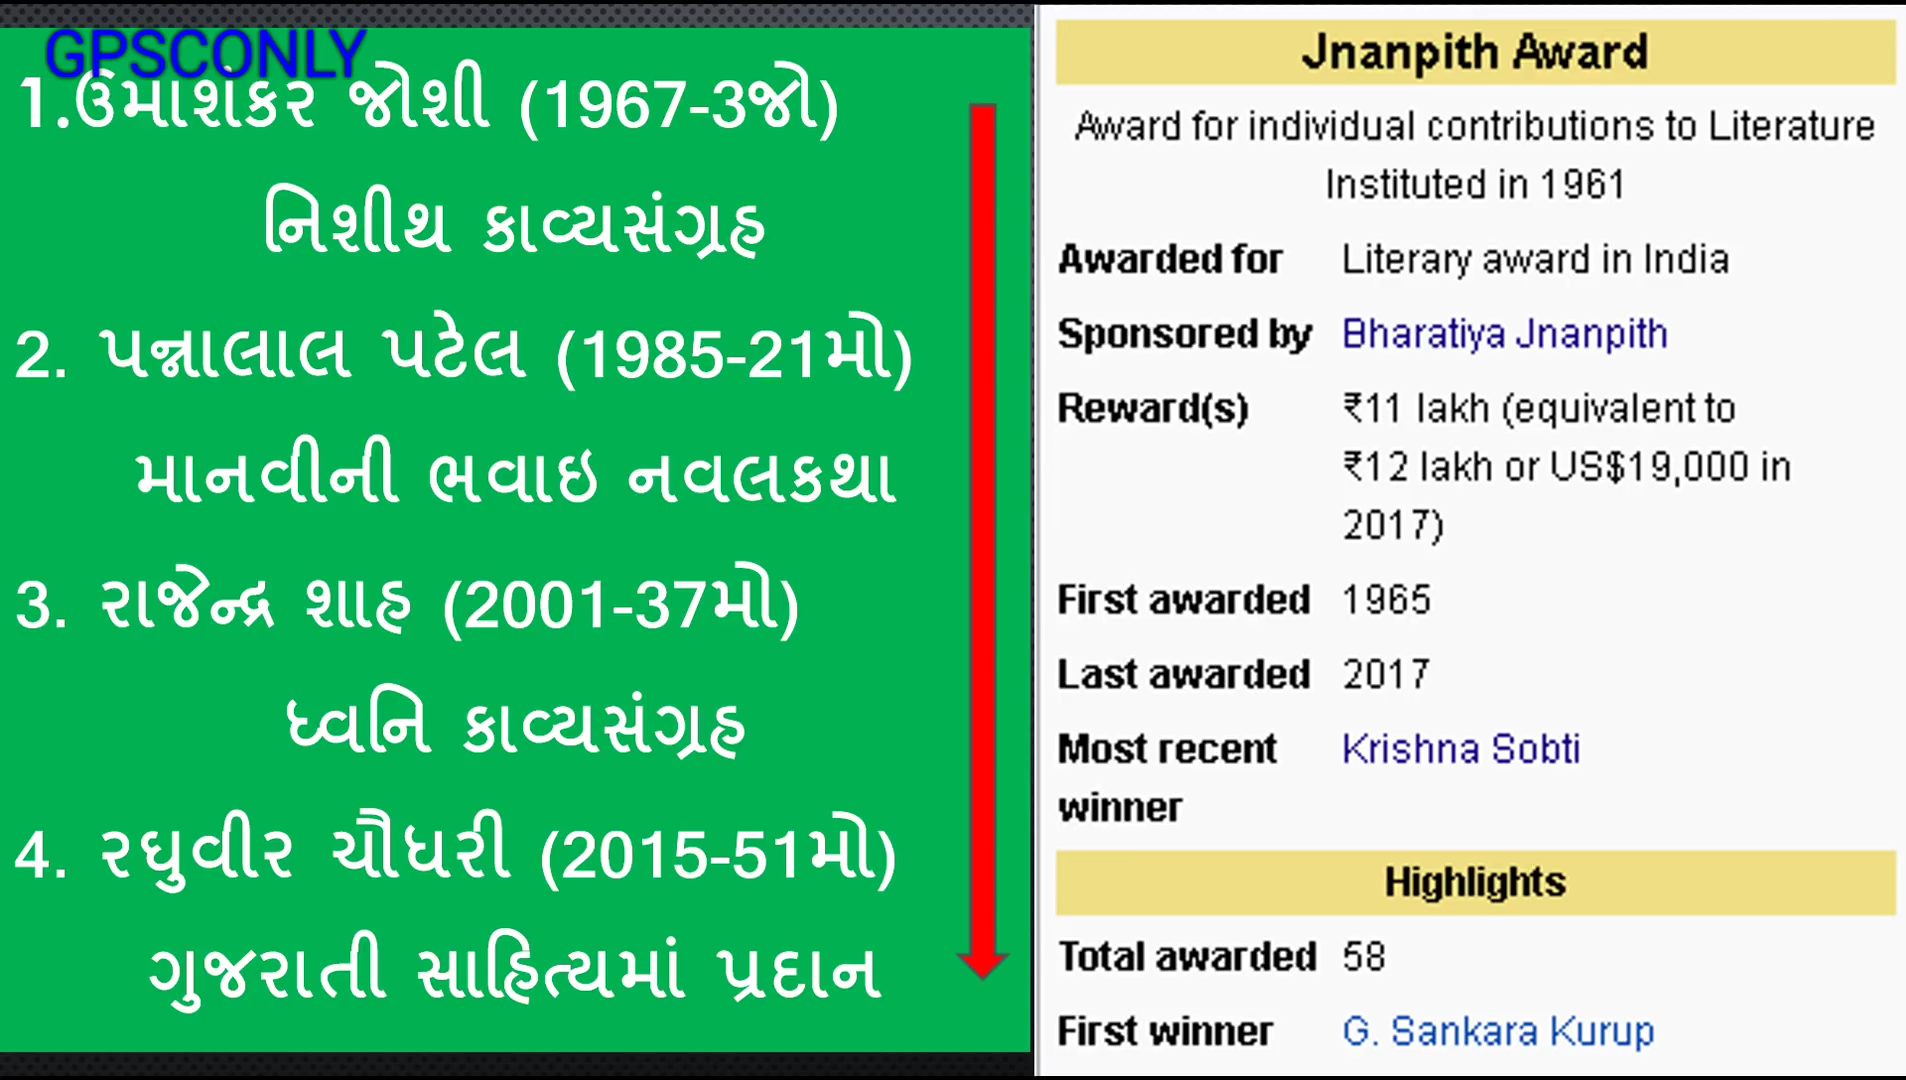 GPSCONLY
1.ઉમાશંકર જોશી (1967-3જો)
નિશીથ કાવ્યસંગ્રહ
2. પન્નાલાલ પટેલ (1985-21મો)
માનવીની ભવાઇ નવલકથા
3. રાજેન્દ્ર શાહ (2001-37મો)
ધ્વનિ કાવ્યસંગ્રહ
4. રઘુવીર ચૌધરી (2015-51મો)
ગુજરાતી સાહિત્યમાં પ્રદાન
Jnanpith Award
Award for individual contributions to Literature
Instituted in 1961
Awarded for Literary award in India
Sponsored by Bharatiya Jnanpith
Reward(s) ₹11 lakh (equivalent to
₹12 lakh or US$19,000 in
2017)
First awarded 1965
Last awarded 2017
Most recent Krishna Sobti
winner
Highlights
Total awarded 58
First winner G. Sankara Kurup